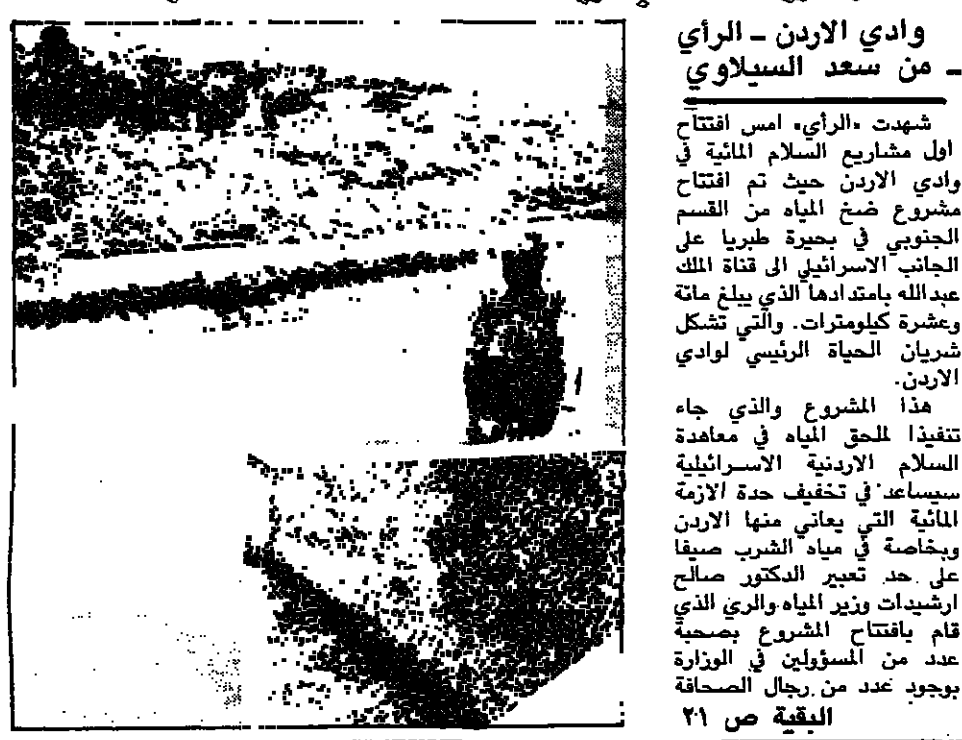 وادي الاردن - الرأي
- من سعد السيلاوي
شهدت «الرأي» امس افتتاح
اول مشاريع السلام المائية في
وادي الاردن حيث تم افتتاح
مشروع ضخ المياه من القسم
الجنوبي في بحيرة طبريا على
الجانب الاسرائيلي الى قناة الملك
عبدالله بامتدادها الذي يبلغ مائة
وعشرة كيلومترات. والتي تشكل
شريان الحياة الرئيسي لوادي
الاردن.
هذا المشروع والذي جاء
تنفيذا لملحق المياه في معاهدة
السلام الاردنية الاسرائيلية
سيساعد في تخفيف حدة الازمة
المائية التي يعاني منها الاردن
وبخاصة في مياه الشرب صيفا
على حد تعبير الدكتور صالح
ارشيدات وزير المياه والري الذي
قام بافتتاح المشروع بصحبة
عدد من المسؤولين في الوزارة
بوجود عدد من رجال الصحافة
البقية ص ٢١